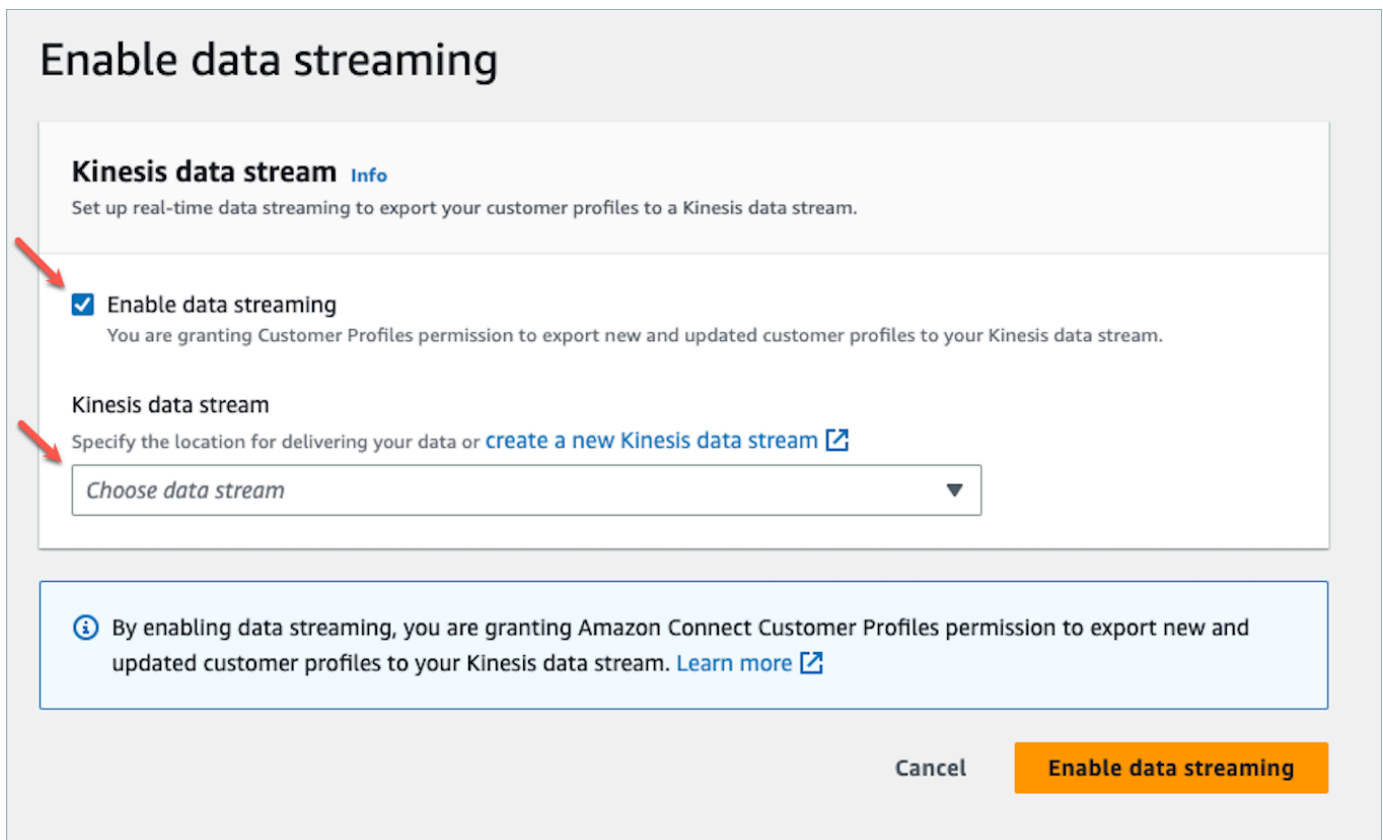 Enable data streaming
Kinesis data stream Info
Set up real-time data streaming to export your customer profiles to a Kinesis data stream.
Enable data streaming
You are granting Customer Profiles permission to export new and updated customer profiles to your Kinesis data stream.
Kinesis data stream
Specify the location for delivering your data or create a new Kinesis data stream
Choose data stream
By enabling data streaming, you are granting Amazon Connect Customer Profiles permission to export new and
updated customer profiles to your Kinesis data stream. Learn more
Cancel Enable data streaming